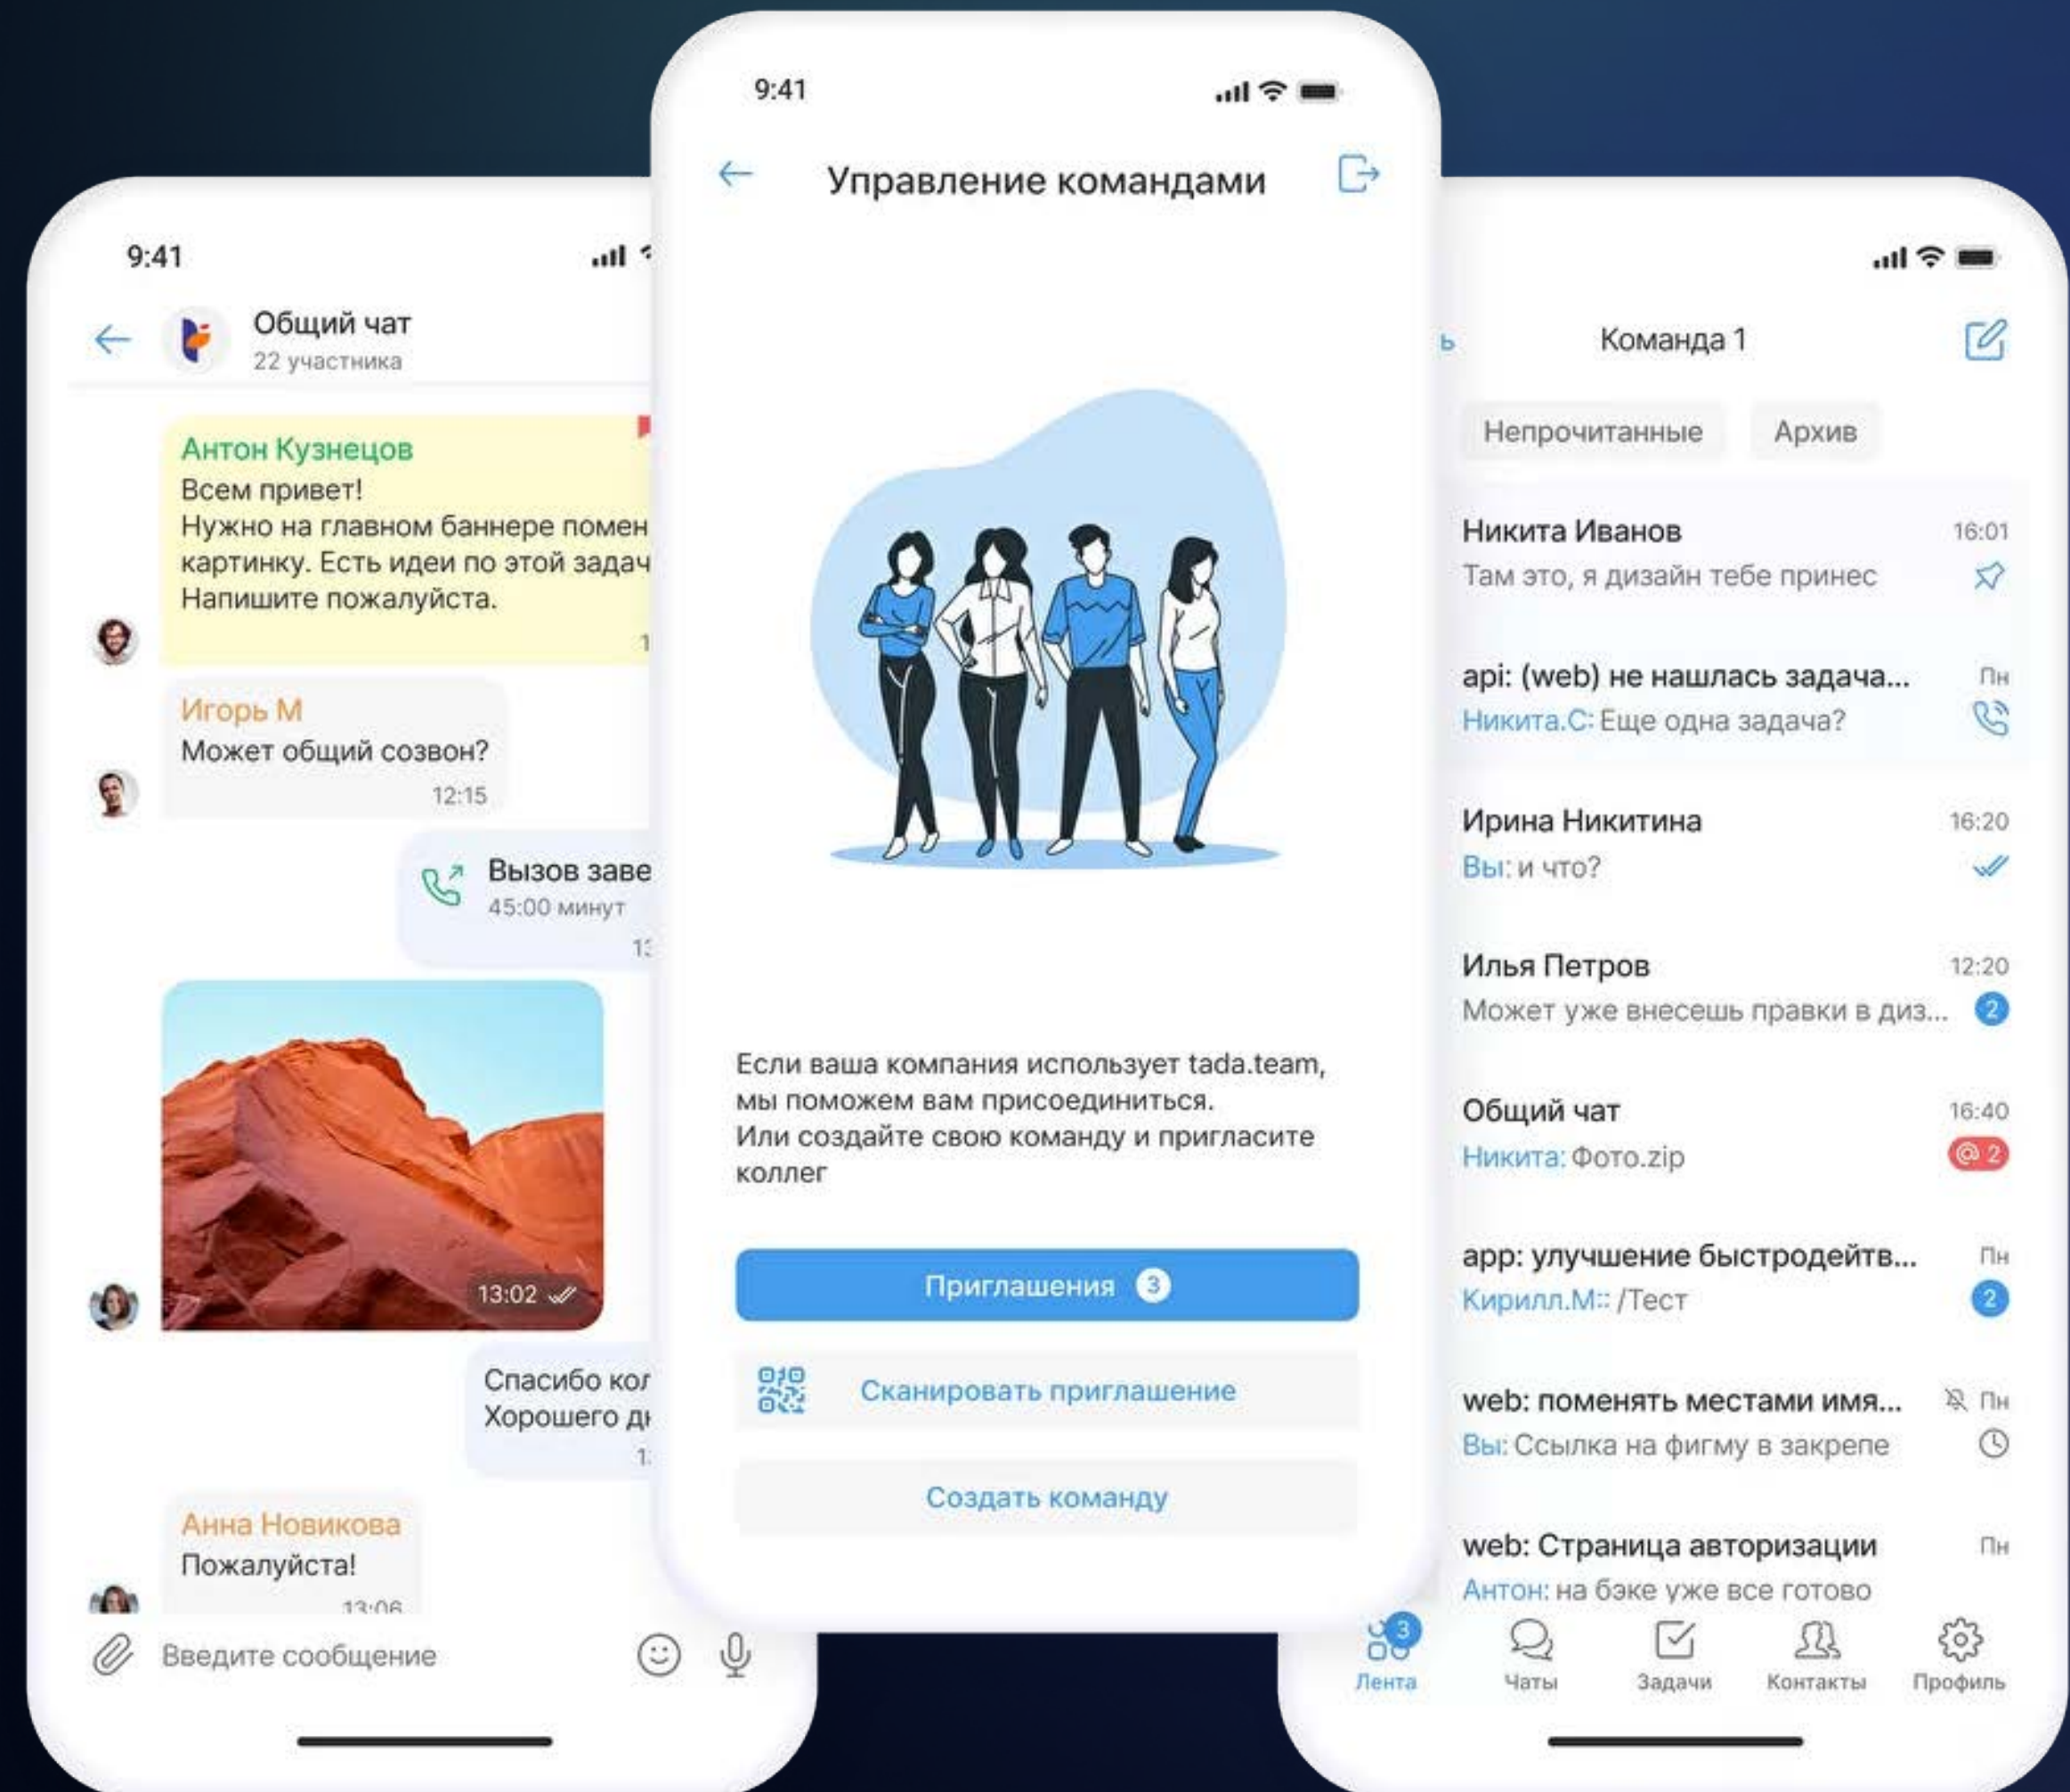 9:41
Общий чат
22 участника
Антон Кузнецов
Всем привет!
Нужно на главном баннере
картинку. Есть идеи по этой
Напишите пожалуйста.
Игорь М
Может общий созвон?
12:15
Вызов
45:00 минут
13:02
Спасибо
Хорошего
Анна Новикова
Пожалуйста!
13:06
Введите сообщение
9:41
Управление командами
Если ваша компания использует tada.team,
мы поможем вам присоединиться.
Или создайте свою команду и пригласите
коллег
Приглашения 3
Сканировать приглашение
Создать команду
Команда 1
Непрочитанные Архив
Никита Иванов 16:01
Там это, я дизайн тебе принес
api: (web) не нашлась задача... Пн
Никита.С: Еще одна задача?
Ирина Никитина 16:20
Вы: и что?
Илья Петров 12:20
Может уже внесешь правки в диз... 2
Общий чат 16:40
Никита: Фото.zip @ 2
app: улучшение быстродейтв... Пн
Кирилл.М:: /Тест 2
web: поменять местами имя... Пн
Вы: Ссылка на фигму в закрепе
web: Страница авторизации Пн
Антон: на бэке уже все готово
3
Лента Чаты Задачи Контакты Профиль